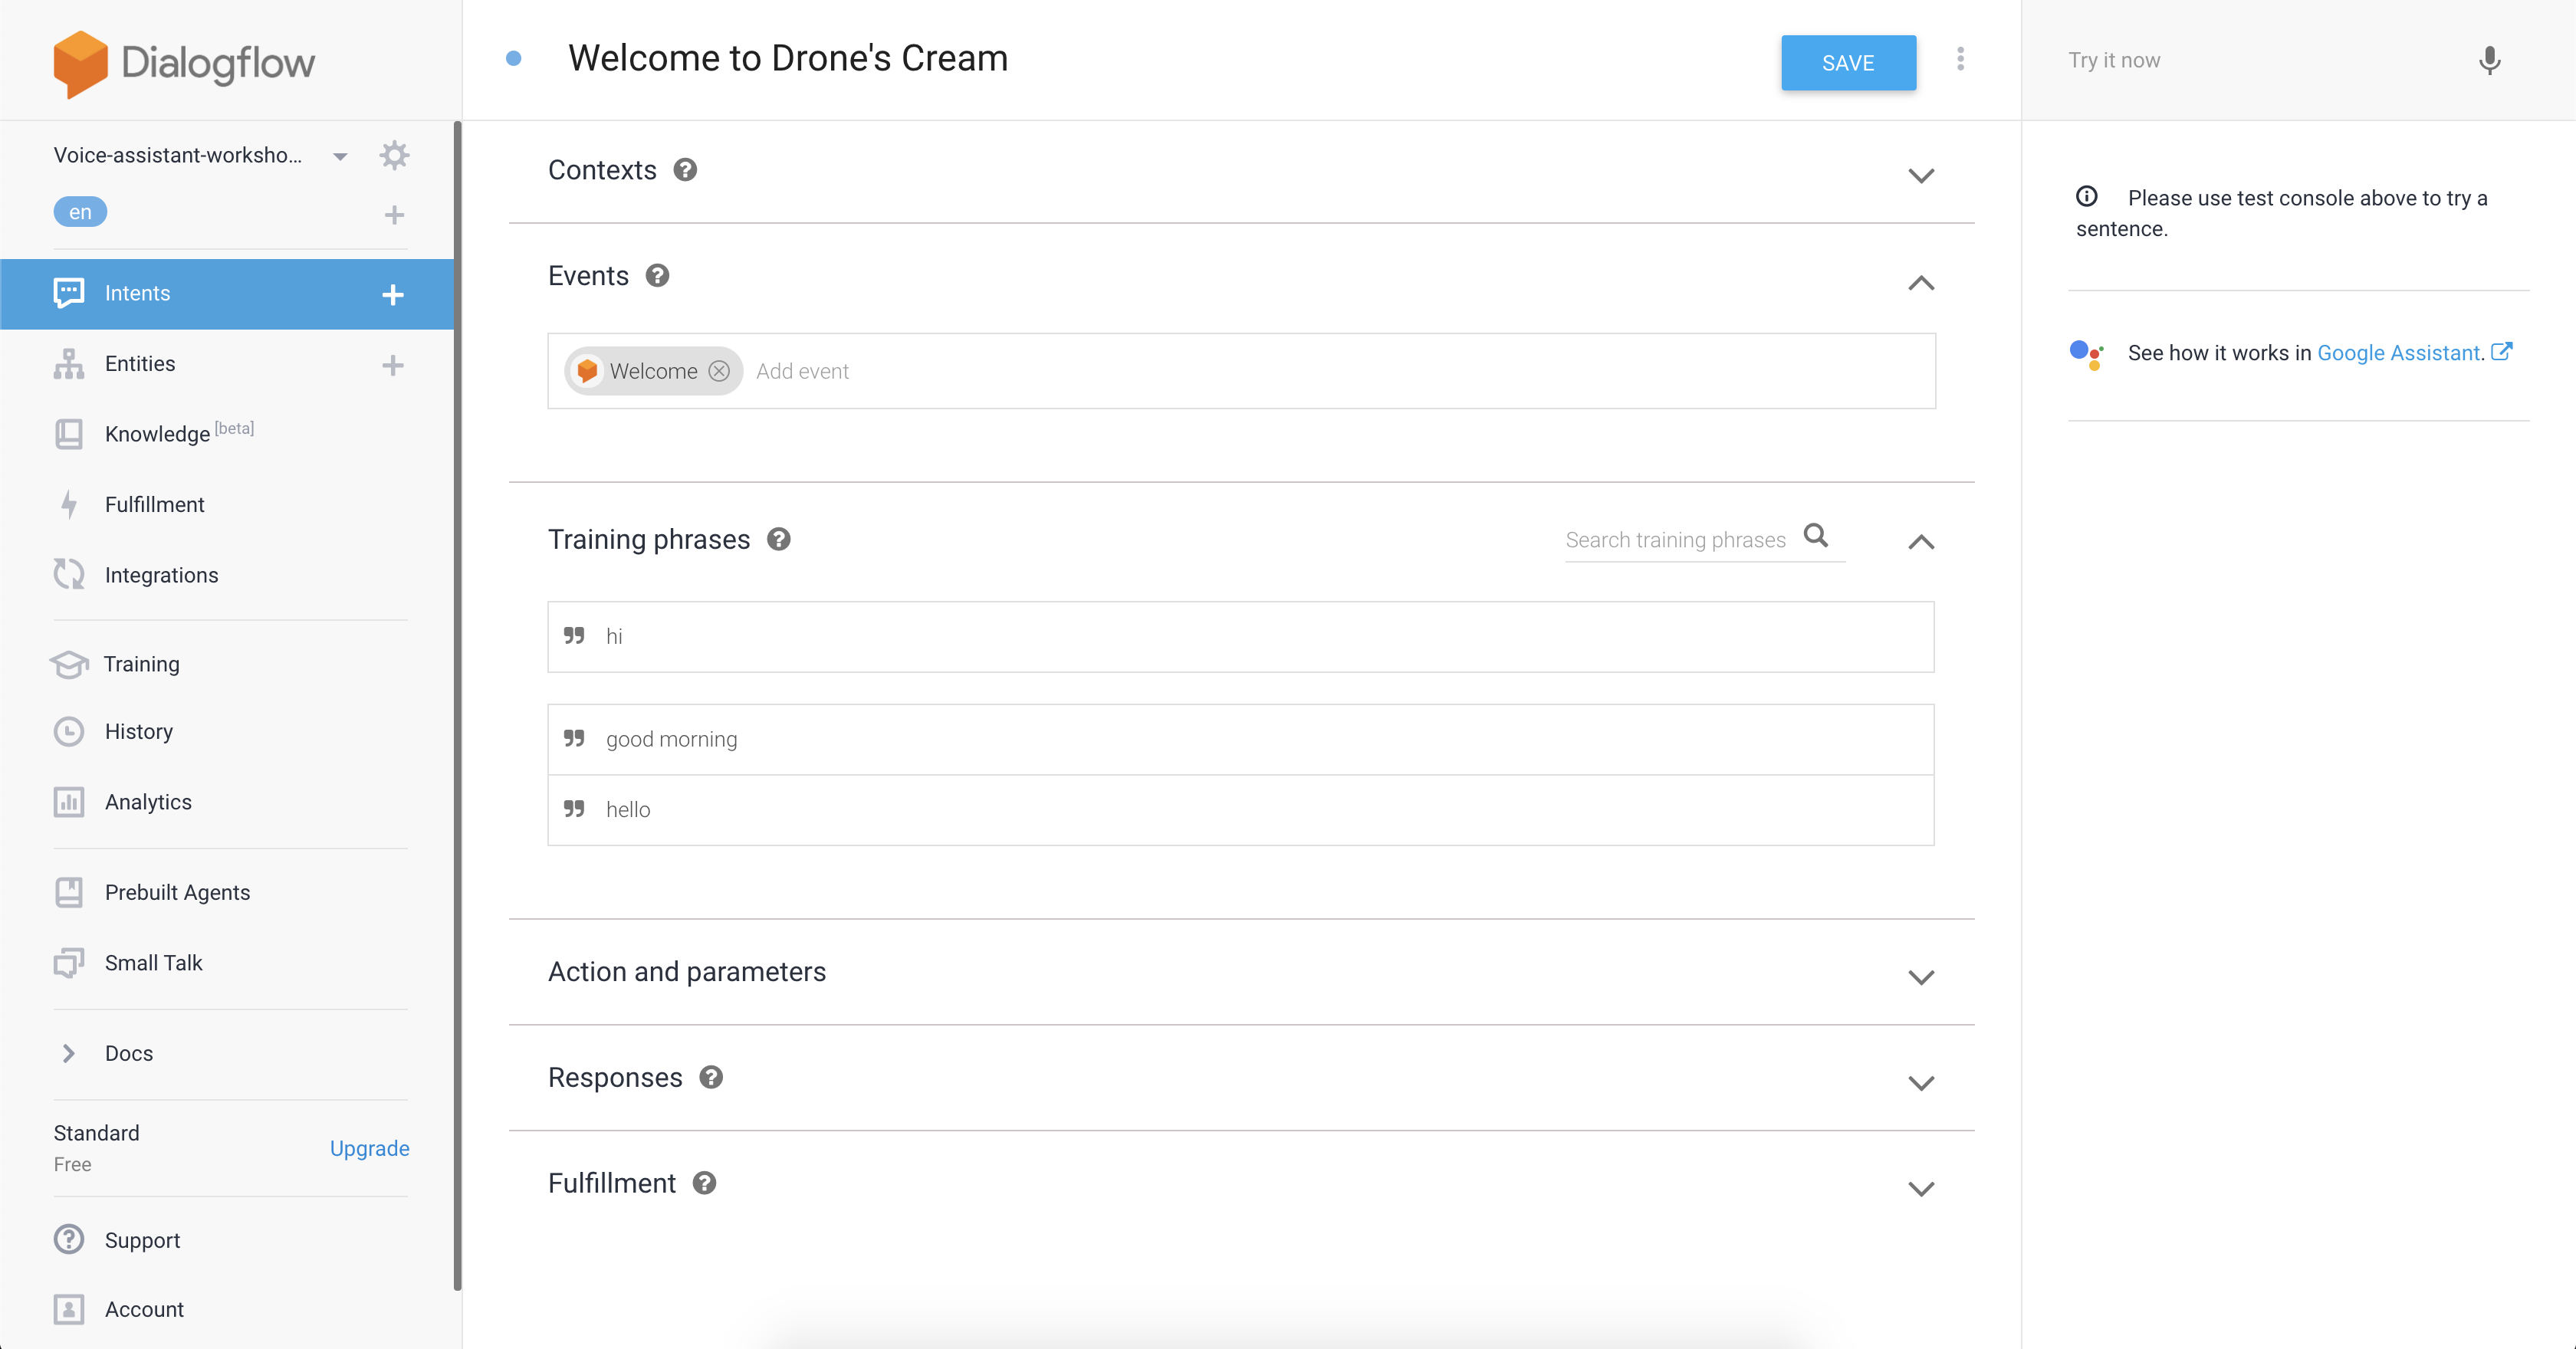 Dialogflow
Voice-assistant-worksho...
en
Intents
Entities
Knowledge [beta]
Fulfillment
Integrations
Training
History
Analytics
Prebuilt Agents
Small Talk
Docs
Standard
Free
Upgrade
Support
Account
Welcome to Drone's Cream
SAVE
Contexts
Events
Welcome Add event
Training phrases
Search training phrases
hi
good morning
hello
Action and parameters
Responses
Fulfillment
Try it now
Please use test console above to try a
sentence.
See how it works in Google Assistant.